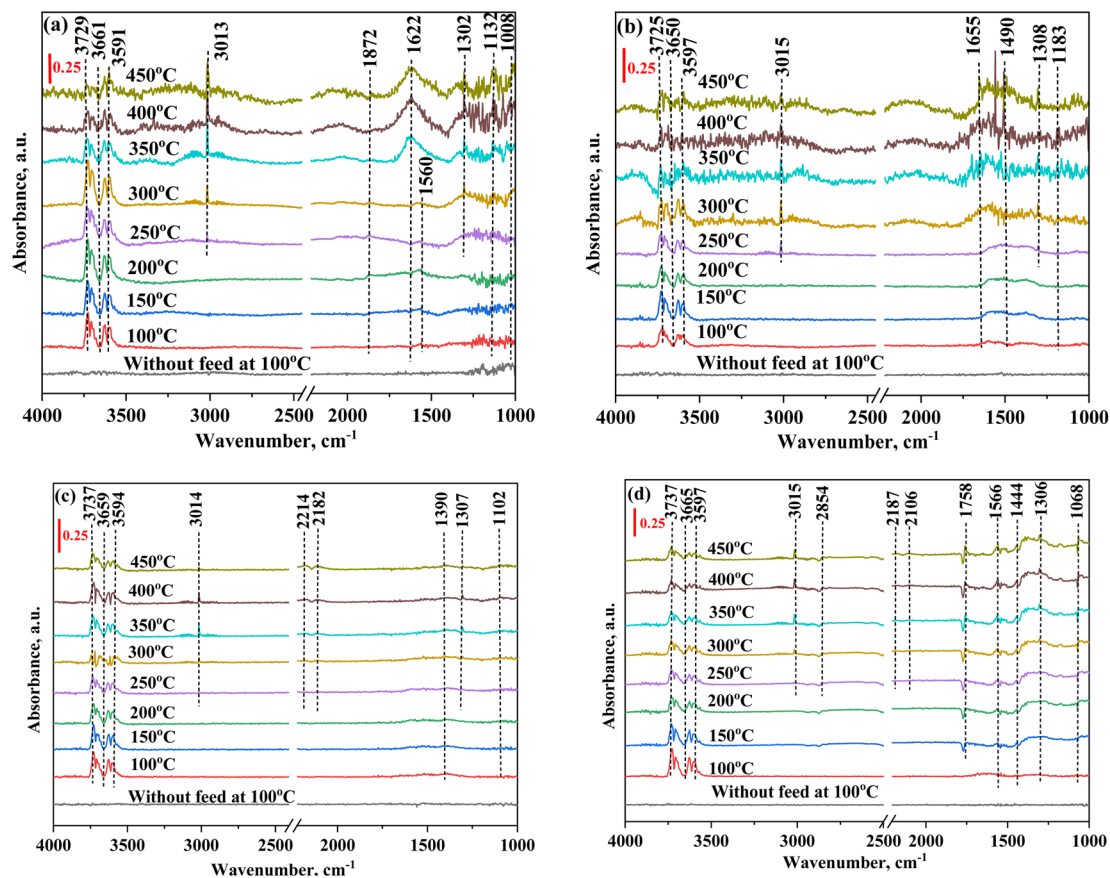 (a)
3729
3661
3591
3013
1872
1622
1302
1132
1008
0.25
450°C
400°C
350°C
1560
300°C
250°C
200°C
150°C
100°C
Without feed at 100°C
Absorbance, a.u.
4000 3500 3000 2500 2000 1500 1000
Wavenumber, cm-1
(b)
3725
3650
3597
3015
1655
1490
1308
1183
0.25
450°C
400°C
350°C
300°C
250°C
200°C
150°C
100°C
Without feed at 100°C
Absorbance, a.u.
4000 3500 3000 2500 2000 1500 1000
Wavenumber, cm-1
(c)
3737
3659
3594
3014
2214
2182
1390
1307
1102
0.25
450°C
400°C
350°C
300°C
250°C
200°C
150°C
100°C
Without feed at 100°C
Absorbance, a.u.
4000 3500 3000 2500 2000 1500 1000
Wavenumber, cm-1
(d)
3737
3665
3597
3015
2854
2187
2106
1758
1566
1444
1306
1068
0.25
450°C
400°C
350°C
300°C
250°C
200°C
150°C
100°C
Without feed at 100°C
Absorbance, a.u.
4000 3500 3000 2500 2000 1500 1000
Wavenumber, cm-1